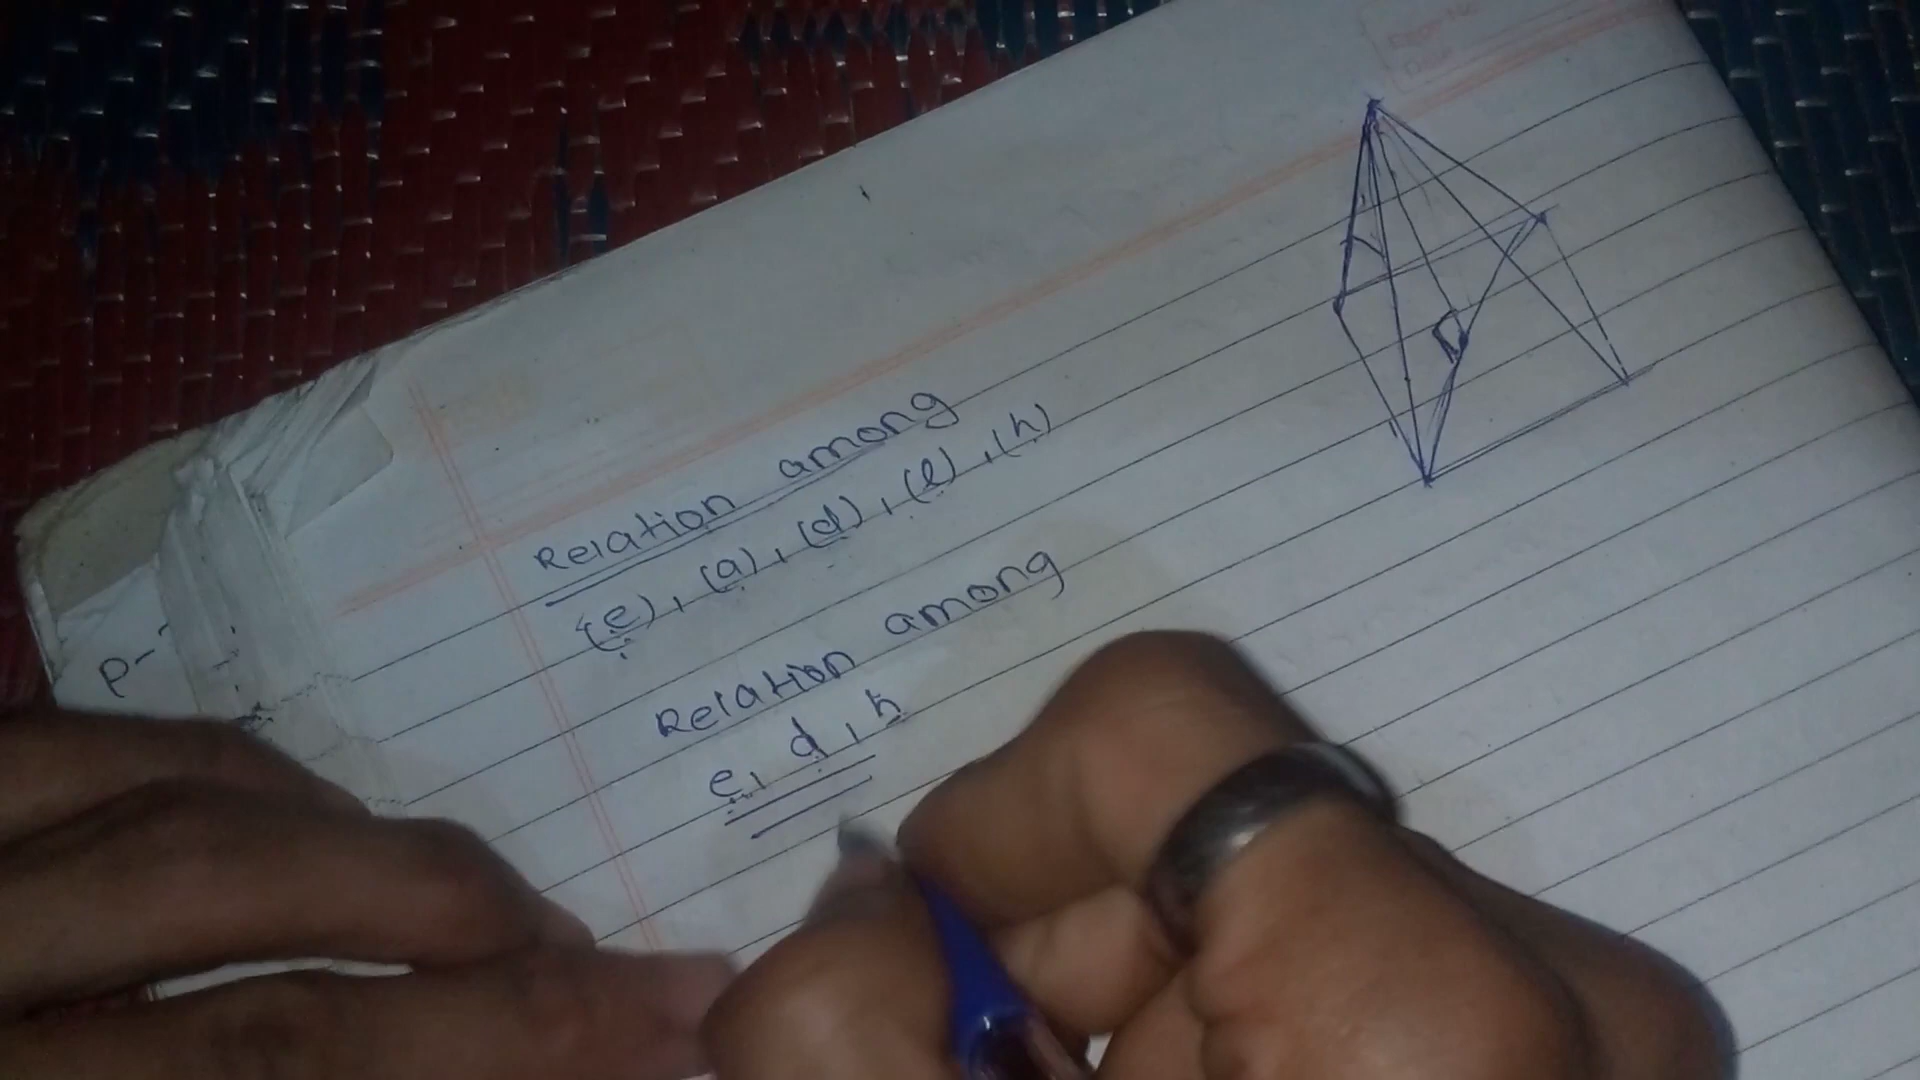 Relation among
(e), (a), (d), (l), (h)
Relation among
e, d, h
P-